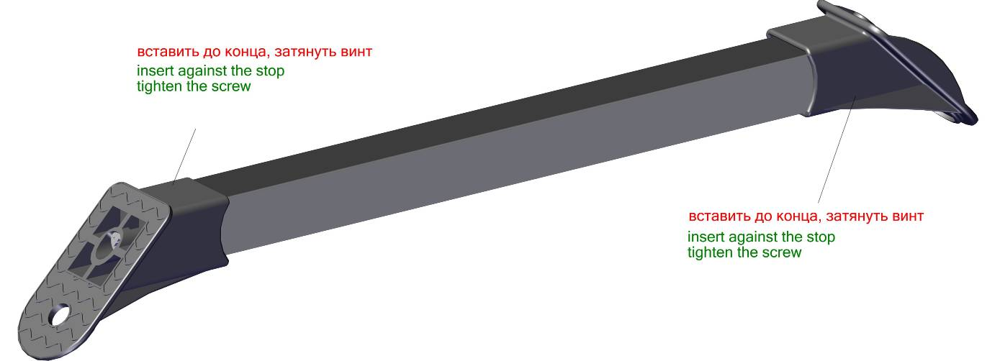 вставить до конца, затянуть винт
insert against the stop
tighten the screw
вставить до конца, затянуть винт
insert against the stop
tighten the screw